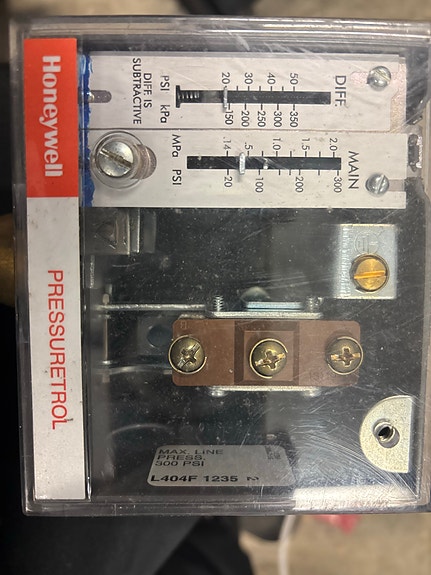 Honeywell
PRESSURETROL
DIFF.
50
350
40
300
250
30
200
20
150
PSI kPa
DIFF. IS
SUBTRACTIVE
MAIN
2.0
300
1.5
200
1.0
100
.5
.14
20
MPa PSI
MAX. LINE
PRESS.
300 PSI
L404F 1235 2